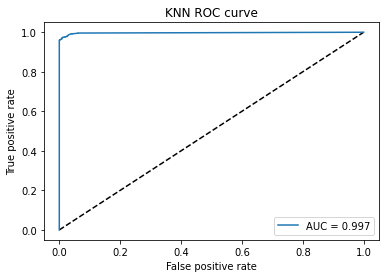 KNN ROC curve
True positive rate
1.0
0.8
0.6
0.4
0.2
0.0
0.0 0.2 0.4 0.6 0.8 1.0
False positive rate
AUC = 0.997